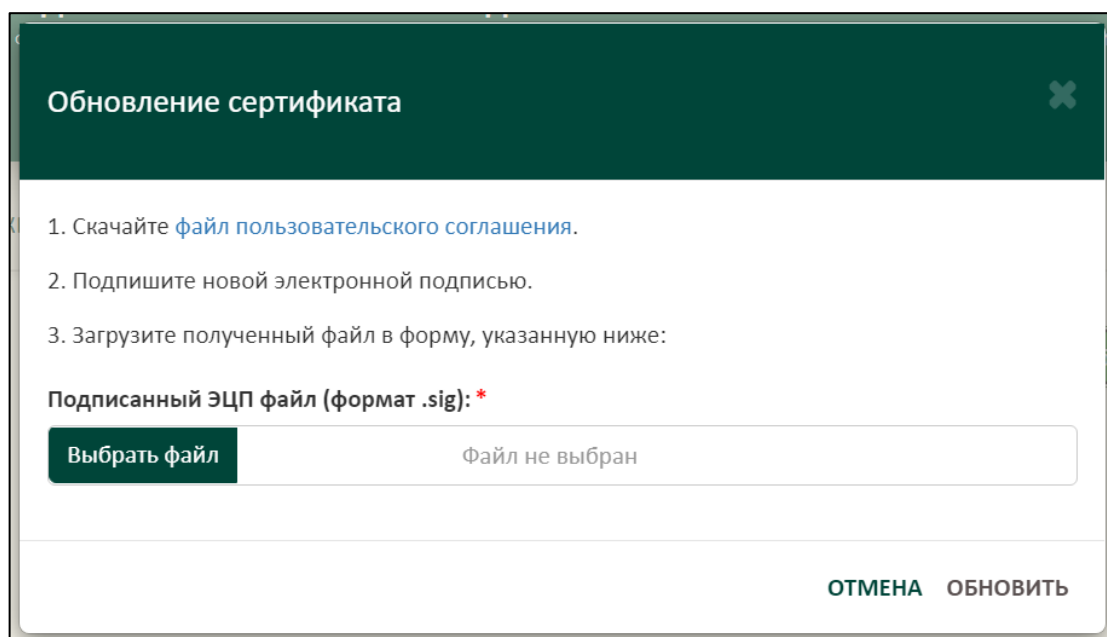 Обновление сертификата
1. Скачайте файл пользовательского соглашения.
2. Подпишите новой электронной подписью.
3. Загрузите полученный файл в форму, указанную ниже:
Подписанный ЭЦП файл (формат .sig): *
Выбрать файл Файл не выбран
ОТМЕНА ОБНОВИТЬ